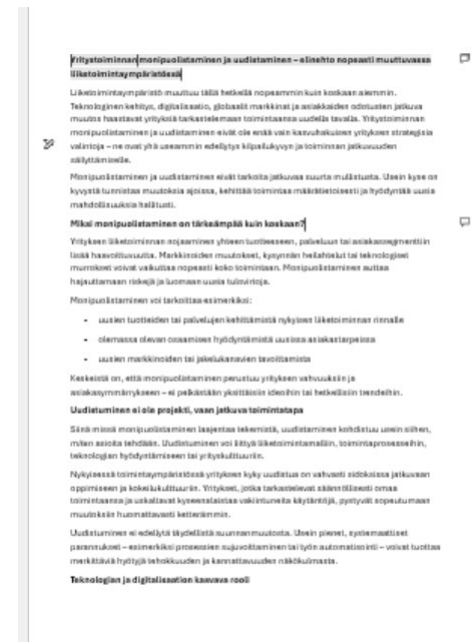 Yritystoiminnan monipuolistaminen ja uudistaminen – elinehto nopeasti muuttuvassa
liiketoimintaympäristössä
Liiketoimintaympäristö muuttuu tällä hetkellä nopeammin kuin koskaan aiemmin.
Teknologinen kehitys, digitalisaatio, globaalit markkinat ja asiakkaiden odotusten jatkuva
muutos haastavat yrityksiä tarkastelemaan toimintaansa uudella tavalla. Yritystoiminnan
monipuolistaminen ja uudistaminen eivät ole enää vain kasvuhakuisen yrityksen strategisia
valintoja – ne ovat yhä useammin edellytys kilpailukyvyn ja toiminnan jatkuvuuden
säilyttämiselle.
Monipuolistaminen ja uudistaminen eivät tarkoita jatkuvaa suurta mullistusta. Usein kyse on
kyvystä tunnistaa muutoksia ajoissa, kehittää toimintaa määrätietoisesti ja hyödyntää uusia
mahdollisuuksia hallitusti.
Miksi monipuolistaminen on tärkeämpää kuin koskaan?
Yrityksen liiketoiminnan nojaaminen yhteen tuotteeseen, palveluun tai asiakassegmenttiin
lisää haavoittuvuutta. Markkinoiden muutokset, kysynnän heilahtelut tai teknologiset
murrokset voivat vaikuttaa nopeasti koko toimintaan. Monipuolistaminen auttaa
hajauttamaan riskejä ja luomaan uusia tulovirtoja.
Monipuolistaminen voi tarkoittaa esimerkiksi:
• uusien tuotteiden tai palvelujen kehittämistä nykyisen liiketoiminnan rinnalle
• olemassa olevan osaamisen hyödyntämistä uusissa asiakastarpeissa
• uusien markkinoiden tai jakelukanavien tavoittamista
Keskeistä on, että monipuolistaminen perustuu yrityksen vahvuuksiin ja
asiakasymmärrykseen – ei pelkästään yksittäisiin ideoihin tai hetkellisiin trendeihin.
Uudistuminen ei ole projekti, vaan jatkuva toimintatapa
Siinä missä monipuolistaminen laajentaa tekemistä, uudistaminen kohdistuu usein siihen,
miten asioita tehdään. Uudistuminen voi liittyä liiketoimintamalliin, toimintaprosesseihin,
teknologian hyödyntämiseen tai yrityskulttuuriin.
Nykyisessä toimintaympäristössä yrityksen kyky uudistua on vahvasti sidoksissa jatkuvaan
oppimiseen ja kokeilukulttuuriin. Yritykset, jotka tarkastelevat säännöllisesti omaa
toimintaansa ja uskaltavat kyseenalaistaa vakiintuneita käytäntöjä, pystyvät sopeutumaan
muutoksiin huomattavasti ketterämmin.
Uudistuminen ei edellytä täydellistä suunnanmuutosta. Usein pienet, systemaattiset
parannukset – esimerkiksi prosessien sujuvoittaminen tai työn automatisointi – voivat tuottaa
merkittäviä hyötyjä tehokkuuden ja kannattavuuden näkökulmasta.
Teknologian ja digitalisaation kasvava rooli